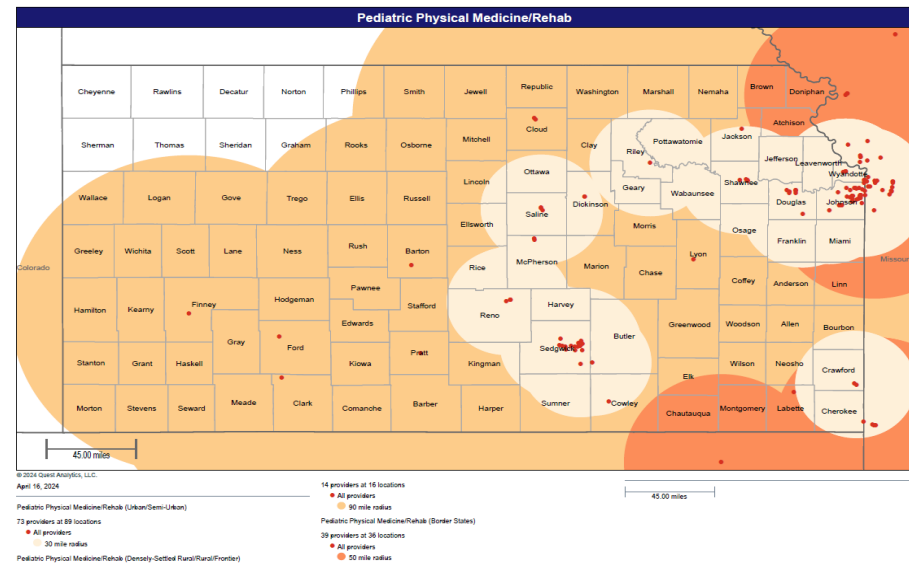 Pediatric Physical Medicine/Rehab
Cheyenne Rawlins Decatur Norton Phillips Smith Jewell Republic Washington Marshall Nemaha Brown Doniphan
Atchison
Sherman Thomas Sheridan Graham Rooks Osborne Mitchell Cloud Clay Riley Pottawatomie Jackson
Jefferson Leavenworth
Wyandotte
Wallace Logan Gove Trego Ellis Russell Lincoln Ottawa Geary Wabaunsee Shawnee
Dickinson Douglas Johnson
Ellsworth Saline Morris Osage
Greeley Wichita Scott Lane Ness Rush Barton Rice McPherson Marion Chase Lyon Franklin Miami
Colorado Missouri
Pawnee Coffey Anderson Linn
Hamilton Kearny Finney Hodgeman Stafford Reno Harvey
Edwards Butler Greenwood Woodson Allen Bourbon
Gray Ford
Stanton Grant Haskell Kiowa Pratt Kingman Sedgwick Elk Wilson Neosho Crawford
Morton Stevens Seward Meade Clark Comanche Barber Harper Sumner Cowley Chautauqua Montgomery Labette Cherokee
45.00 miles
© 2024 Quest Analytics, LLC.
April 16, 2024
Pediatric Physical Medicine/Rehab (Urban/Semi-Urban)
73 providers at 89 locations
All providers
30 mile radius
Pediatric Physical Medicine/Rehab (Densely-Settled Rural/Rural/Frontier)
14 providers at 16 locations
All providers
90 mile radius
Pediatric Physical Medicine/Rehab (Border States)
39 providers at 36 locations
All providers
50 mile radius
45.00 miles